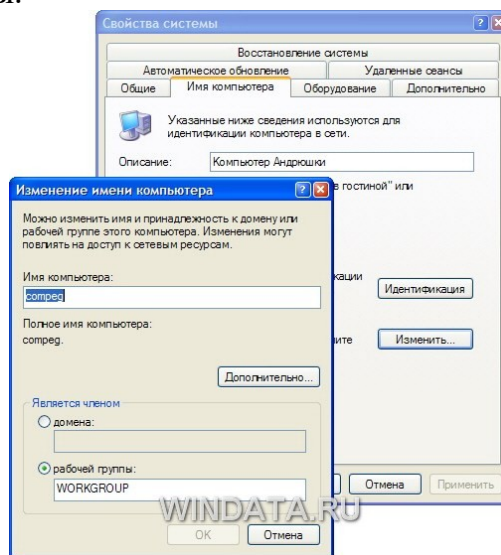 Свойства системы
Восстановление системы
Автоматическое обновление
Удаленные сеансы
Общие
Имя компьютера
Оборудование
Дополнительно
Указанные ниже сведения используются для
идентификации компьютера в сети.
Описание:
Компьютер Андрюшки
в гостиной" или
Идентификация
Изменить...
Отмена
Применить
Изменение имени компьютера
Можно изменить имя и принадлежность к домену или
рабочей группе этого компьютера. Изменения могут
повлиять на доступ к сетевым ресурсам.
Имя компьютера:
compeg
Полное имя компьютера:
compeg.
Дополнительно...
Является членом
домена:
рабочей группы:
WORKGROUP
OK
Отмена
WINDATA.RU